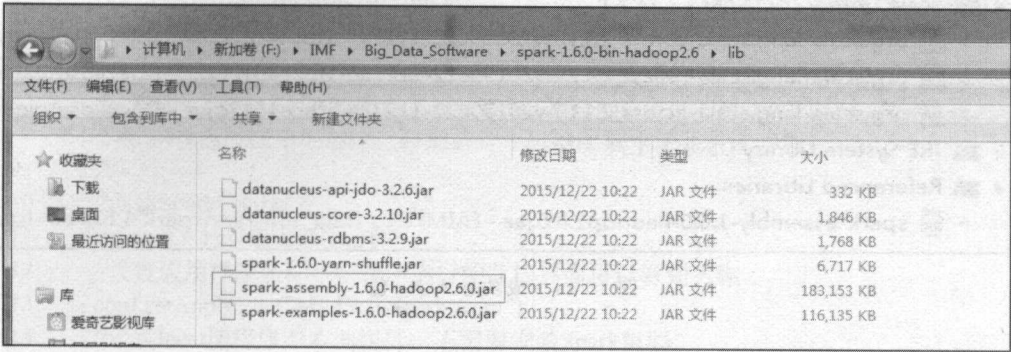 计算机 ▸ 新加卷 (F:) ▸ IMF ▸ Big_Data_Software ▸ spark-1.6.0-bin-hadoop2.6 ▸ lib
文件(F) 编辑(E) 查看(V) 工具(T) 帮助(H)
组织 包含到库中 共享 新建文件夹
收藏夹 名称 修改日期 类型 大小
下载 datanucleus-api-jdo-3.2.6.jar 2015/12/22 10:22 JAR 文件 332 KB
桌面 datanucleus-core-3.2.10.jar 2015/12/22 10:22 JAR 文件 1,846 KB
最近访问的位置 datanucleus-rdbms-3.2.9.jar 2015/12/22 10:22 JAR 文件 1,768 KB
spark-1.6.0-yarn-shuffle.jar 2015/12/22 10:22 JAR 文件 6,717 KB
库 spark-assembly-1.6.0-hadoop2.6.0.jar 2015/12/22 10:22 JAR 文件 183,153 KB
爱奇艺影视库 spark-examples-1.6.0-hadoop2.6.0.jar 2015/12/22 10:22 JAR 文件 116,135 KB